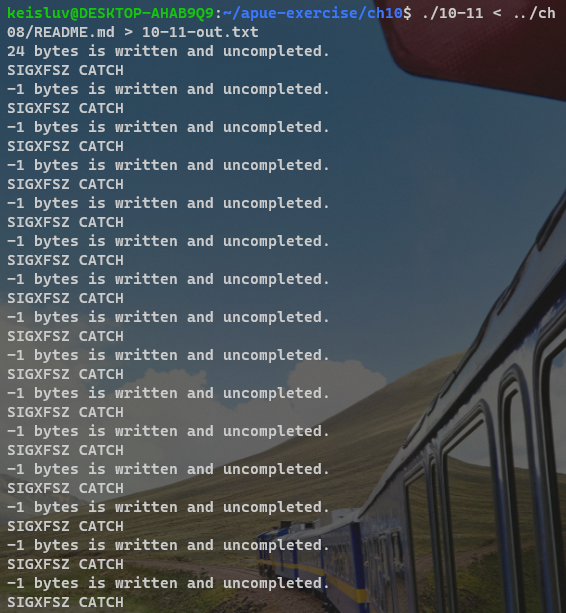 keisluv@DESKTOP-AHAB9Q9:~/apue-exercise/ch10$ ./10-11 < ../ch
08/README.md > 10-11-out.txt
24 bytes is written and uncompleted.
SIGXFSZ CATCH
-1 bytes is written and uncompleted.
SIGXFSZ CATCH
-1 bytes is written and uncompleted.
SIGXFSZ CATCH
-1 bytes is written and uncompleted.
SIGXFSZ CATCH
-1 bytes is written and uncompleted.
SIGXFSZ CATCH
-1 bytes is written and uncompleted.
SIGXFSZ CATCH
-1 bytes is written and uncompleted.
SIGXFSZ CATCH
-1 bytes is written and uncompleted.
SIGXFSZ CATCH
-1 bytes is written and uncompleted.
SIGXFSZ CATCH
-1 bytes is written and uncompleted.
SIGXFSZ CATCH
-1 bytes is written and uncompleted.
SIGXFSZ CATCH
-1 bytes is written and uncompleted.
SIGXFSZ CATCH
-1 bytes is written and uncompleted.
SIGXFSZ CATCH
-1 bytes is written and uncompleted.
SIGXFSZ CATCH
-1 bytes is written and uncompleted.
SIGXFSZ CATCH